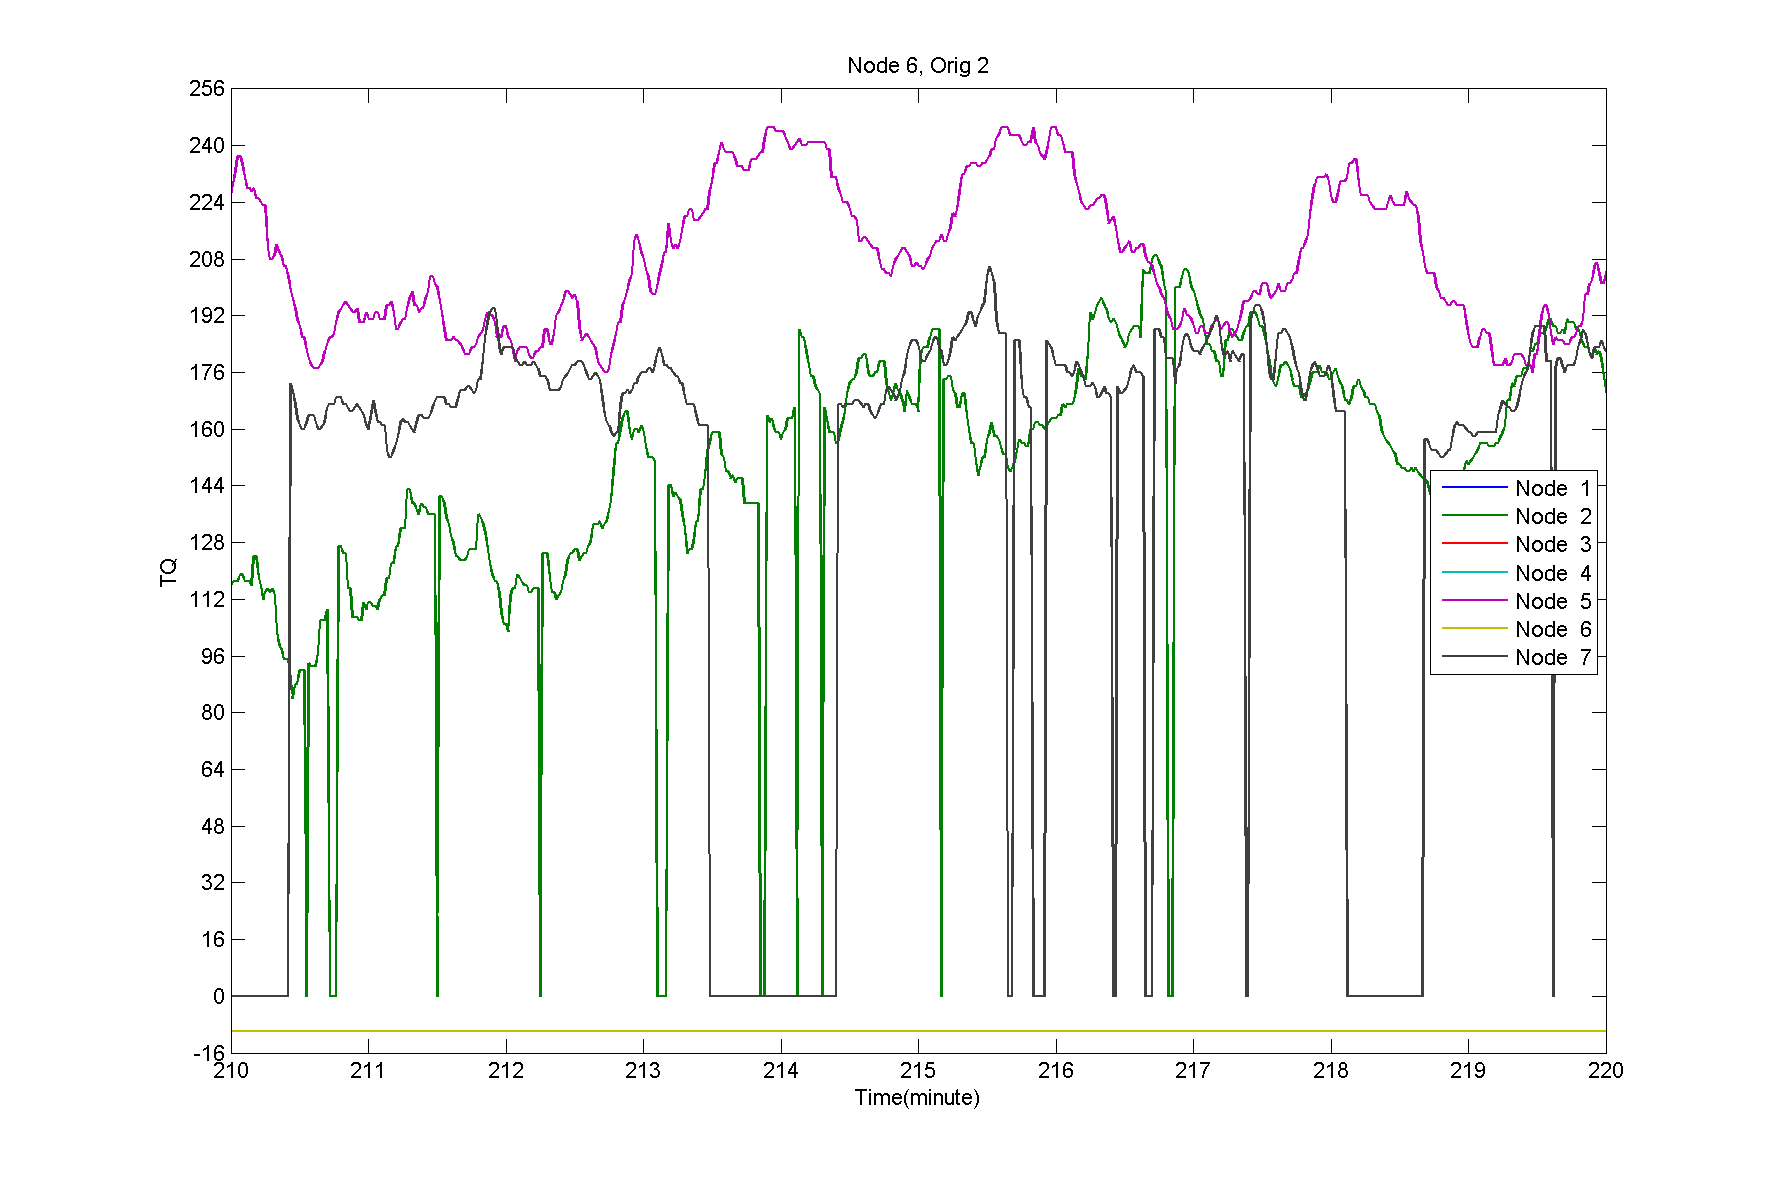 Node 6, Orig 2
256
240
224
208
192
176
160
144
128
112
96
80
64
48
32
16
0
-16
TQ
Node 1
Node 2
Node 3
Node 4
Node 5
Node 6
Node 7
210 211 212 213 214 215 216 217 218 219 220
Time(minute)